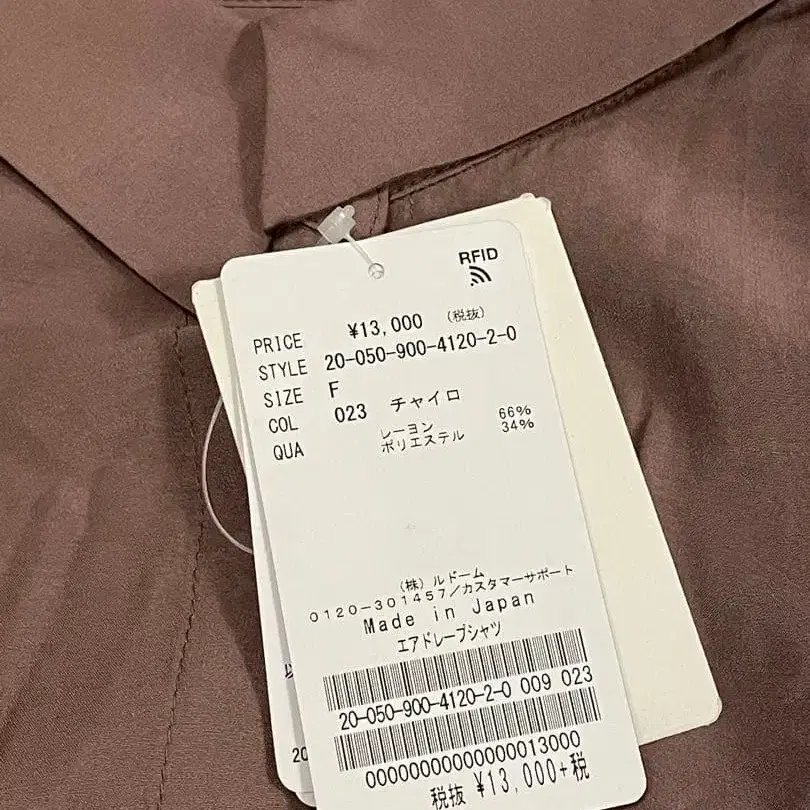 RFID
PRICE ¥13,000 (税抜)
STYLE 20-050-900-4120-2-0
SIZE F
COL 023 チャイロ
QUA レーヨン 66%
ポリエステル 34%
(株)ルドーム
0120-301457/カスタマーサポート
Made in Japan
エアドレープシャツ
20-050-900-4120-2-0 009 023
00000000000000013000
税抜 ¥13,000+税
20